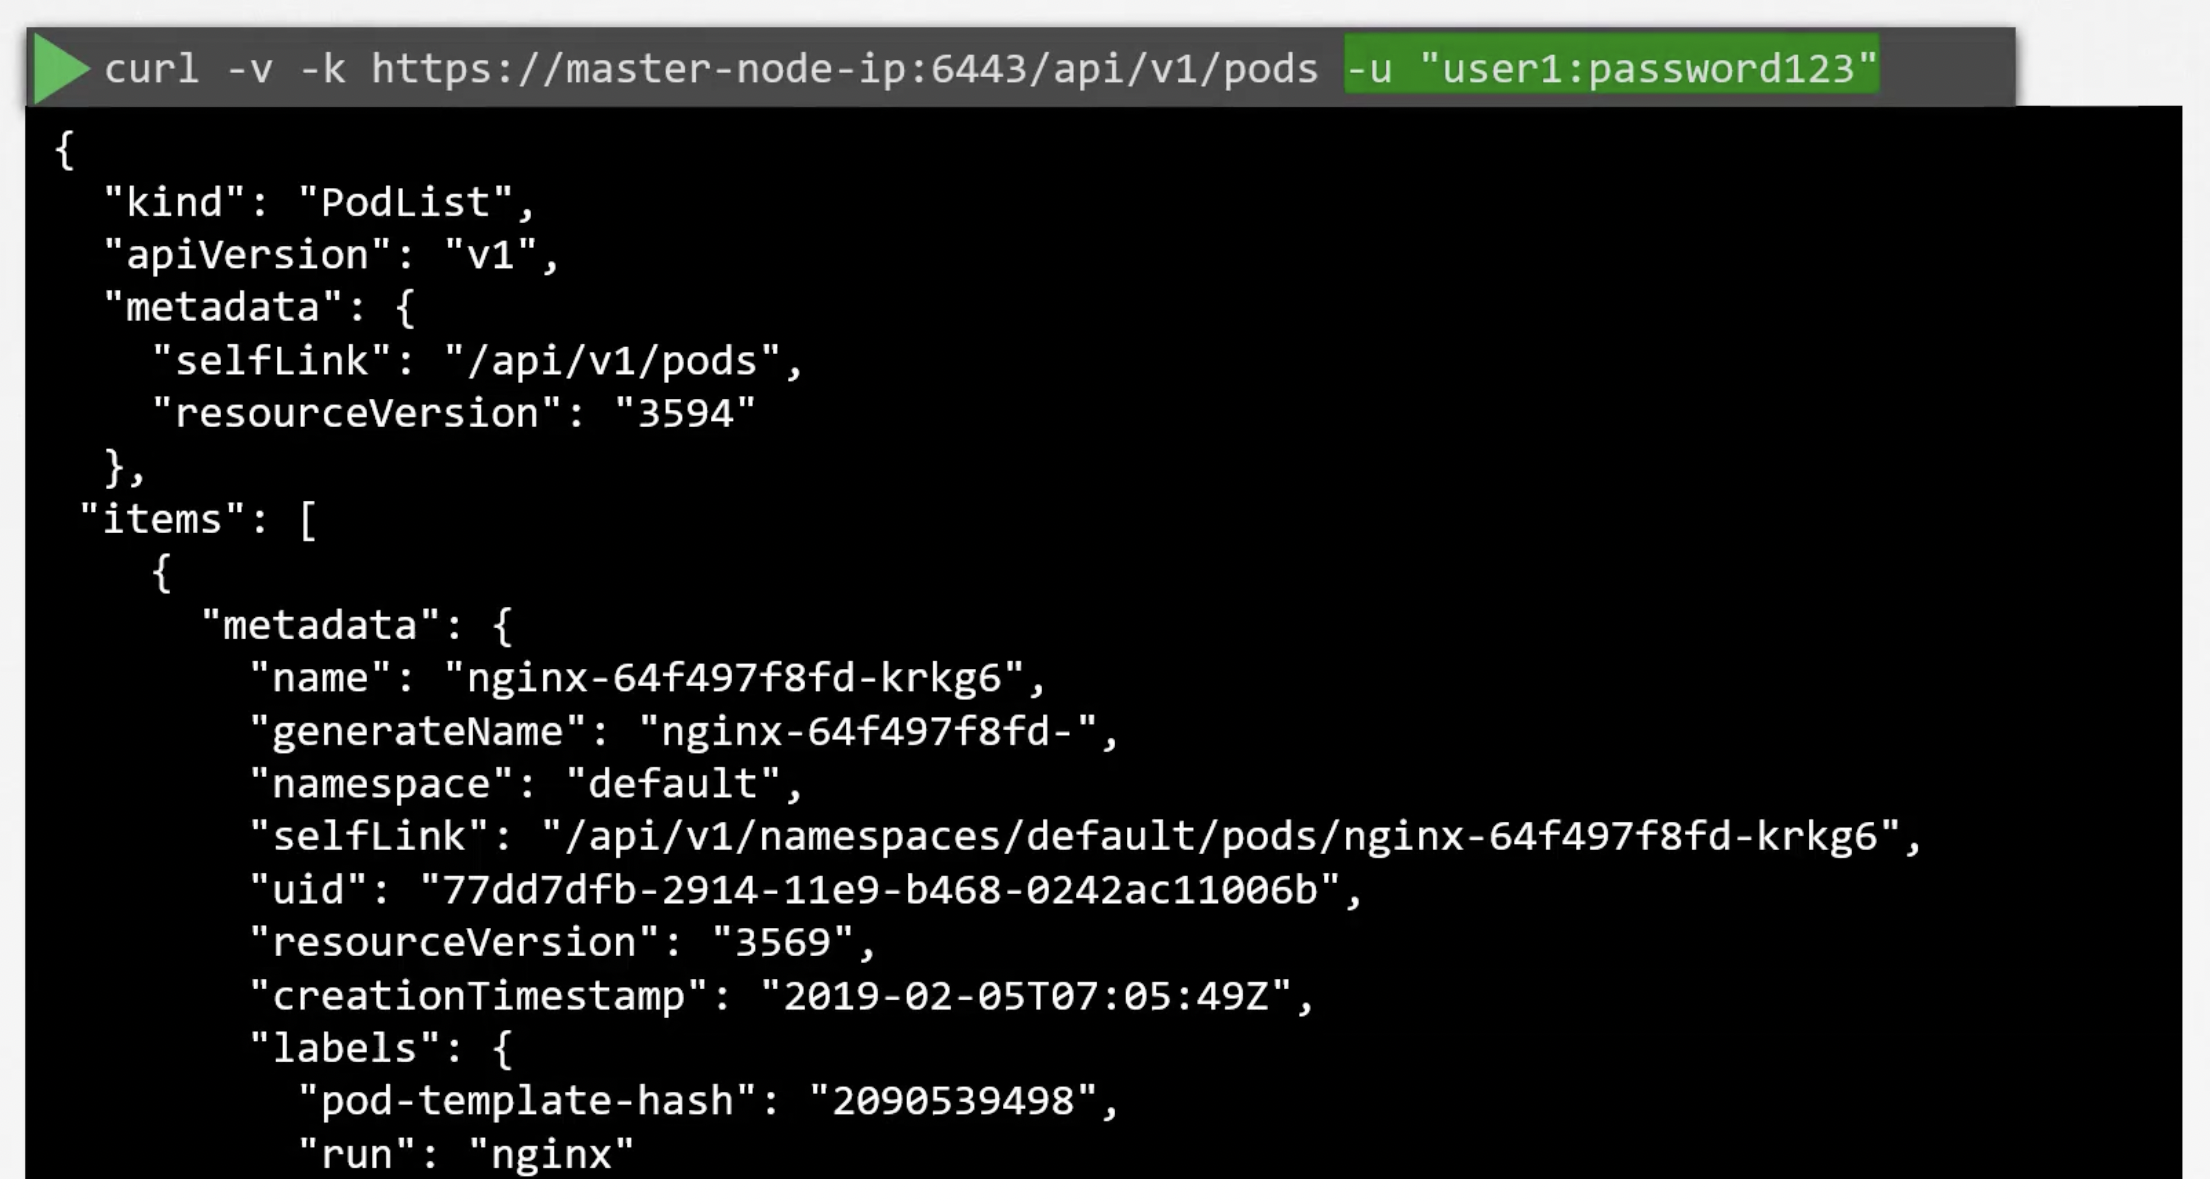 curl -v -k https://master-node-ip:6443/api/v1/pods -u "user1:password123"
{
"kind": "PodList",
"apiVersion": "v1",
"metadata": {
"selfLink": "/api/v1/pods",
"resourceVersion": "3594"
},
"items": [
{
"metadata": {
"name": "nginx-64f497f8fd-krkg6",
"generateName": "nginx-64f497f8fd-",
"namespace": "default",
"selfLink": "/api/v1/namespaces/default/pods/nginx-64f497f8fd-krkg6",
"uid": "77dd7dfb-2914-11e9-b468-0242ac11006b",
"resourceVersion": "3569",
"creationTimestamp": "2019-02-05T07:05:49Z",
"labels": {
"pod-template-hash": "2090539498",
"run": "nginx"